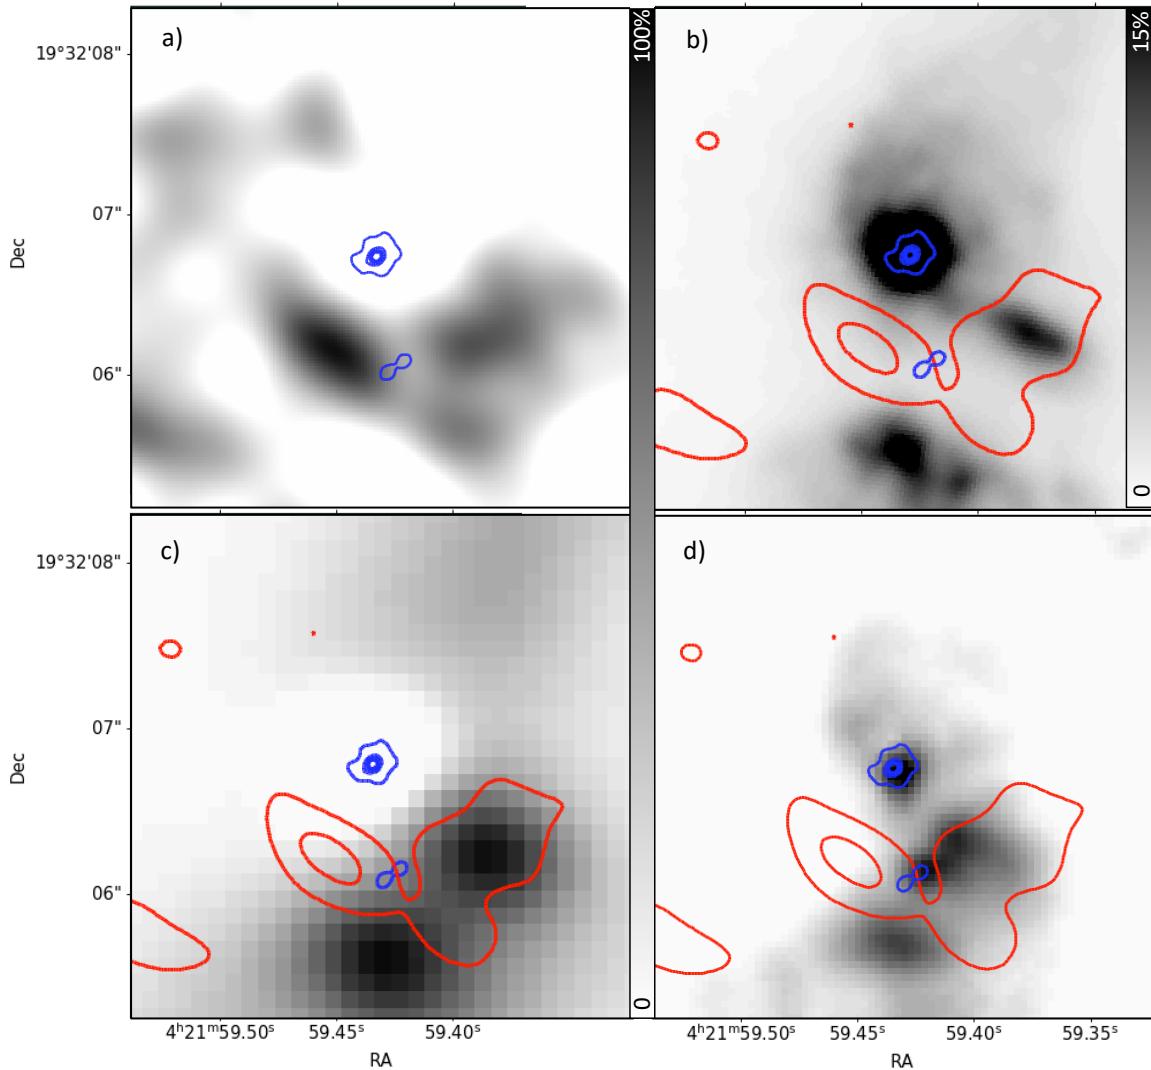 a)
100%
b)
15%
19°32'08"
07"
06"
Dec
0
c)
d)
19°32'08"
07"
06"
Dec
0
4ʰ21ᵐ59.50ˢ
59.45ˢ
59.40ˢ
RA
4ʰ21ᵐ59.50ˢ
59.45ˢ
59.40ˢ
59.35ˢ
RA